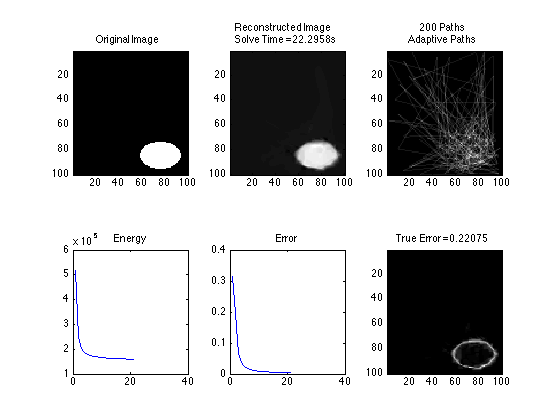 Original Image
Reconstructed Image
Solve Time = 22.2958s
200 Paths
Adaptive Paths
20
40
60
80
100
20 40 60 80 100
20
40
60
80
100
20 40 60 80 100
20
40
60
80
100
20 40 60 80 100
x 10^5 Energy
6
5
4
3
2
1
0 20 40
Error
0.4
0.3
0.2
0.1
0
0 20 40
True Error = 0.22075
20
40
60
80
100
20 40 60 80 100